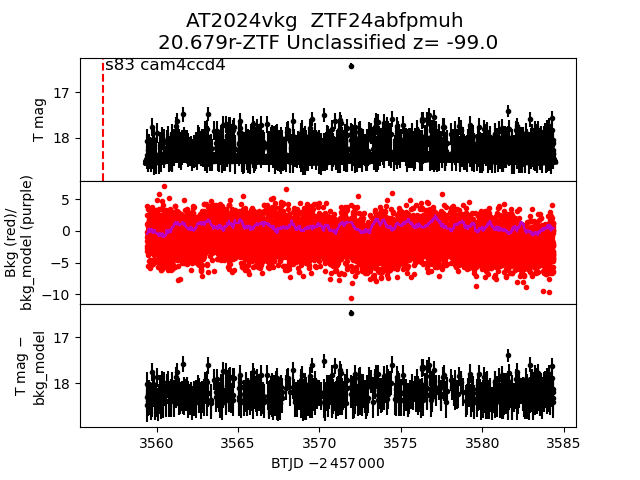 AT2024vkg  ZTF24abfpmuh
20.679r-ZTF Unclassified z= -99.0
s83 cam4ccd4
T mag
17
18
Bkg (red)/
bkg_model (purple)
5
0
−5
−10
T mag −
bkg_model
17
18
3560 3565 3570 3575 3580 3585
BTJD −2 457 000